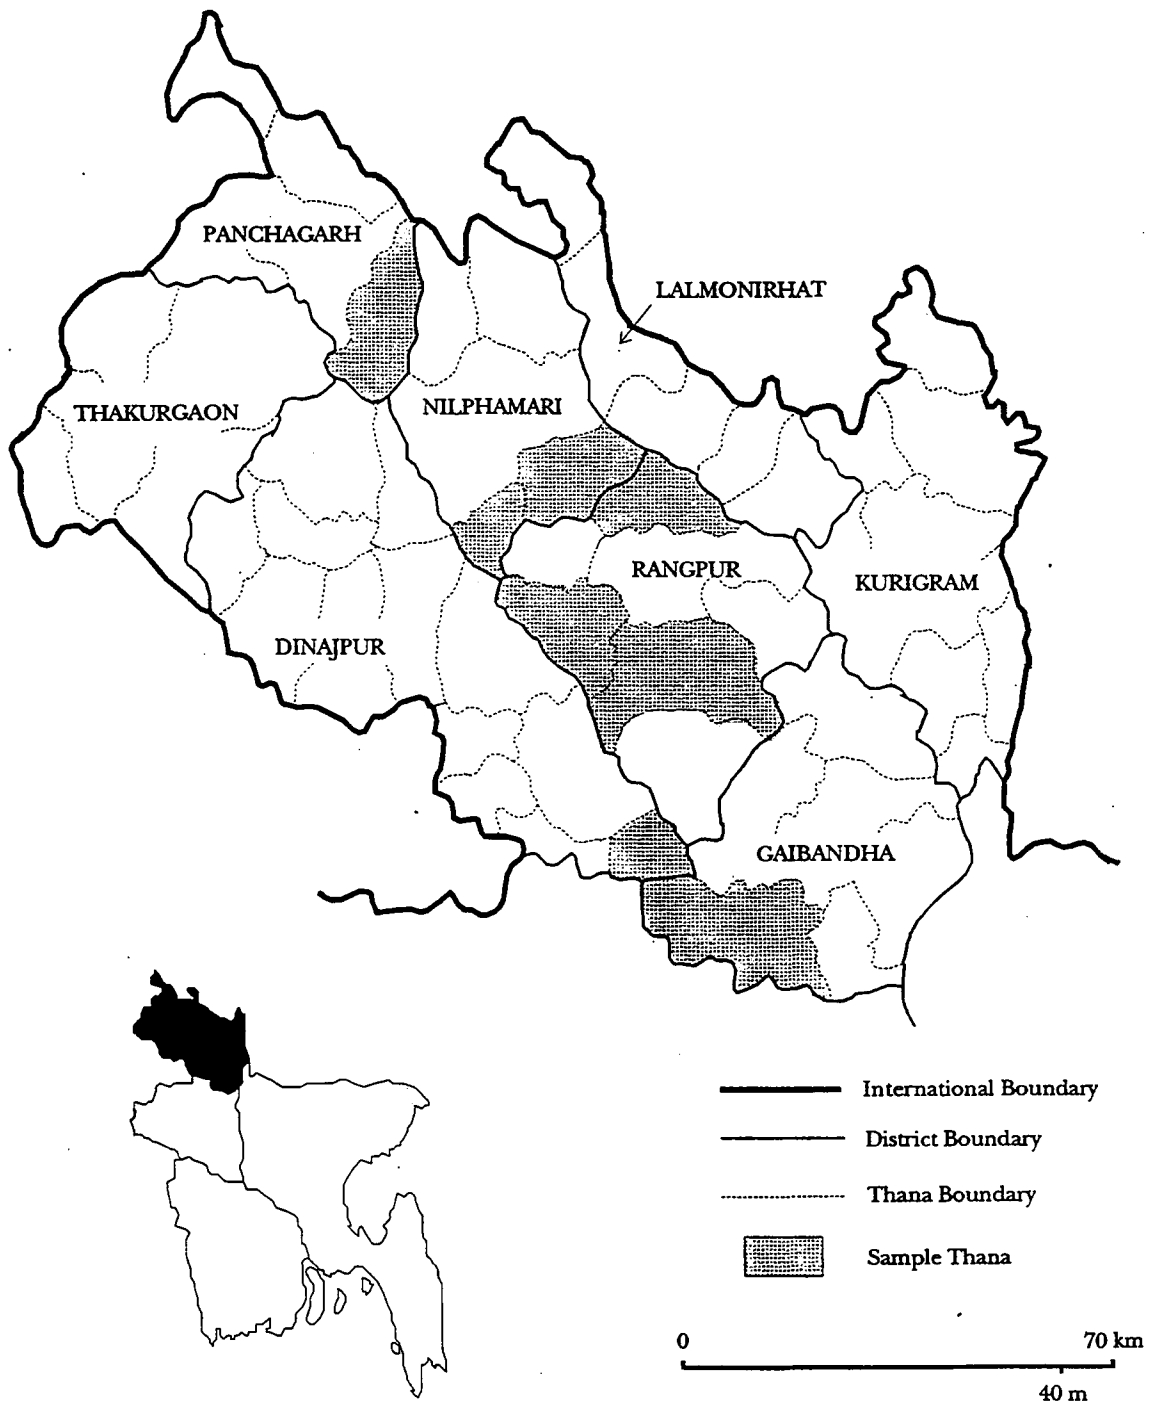 PANCHAGARH
LALMONIRHAT
THAKURGAON
NILPHAMARI
RANGPUR
KURIGRAM
DINAJPUR
GAIBANDHA
International Boundary
District Boundary
Thana Boundary
Sample Thana
0 70 km
40 m